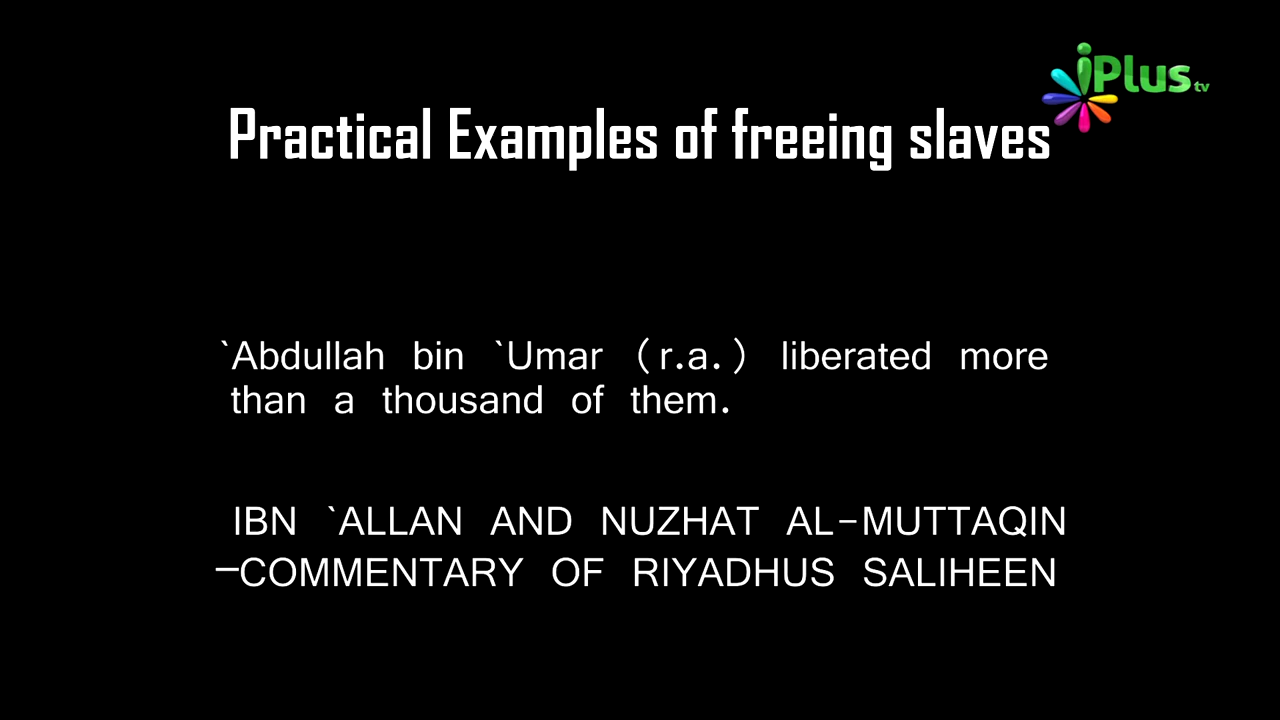 iPlus tv
Practical Examples of freeing slaves
`Abdullah bin `Umar (r.a.) liberated more
than a thousand of them.
IBN `ALLAN AND NUZHAT AL-MUTTAQIN
–COMMENTARY OF RIYADHUS SALIHEEN